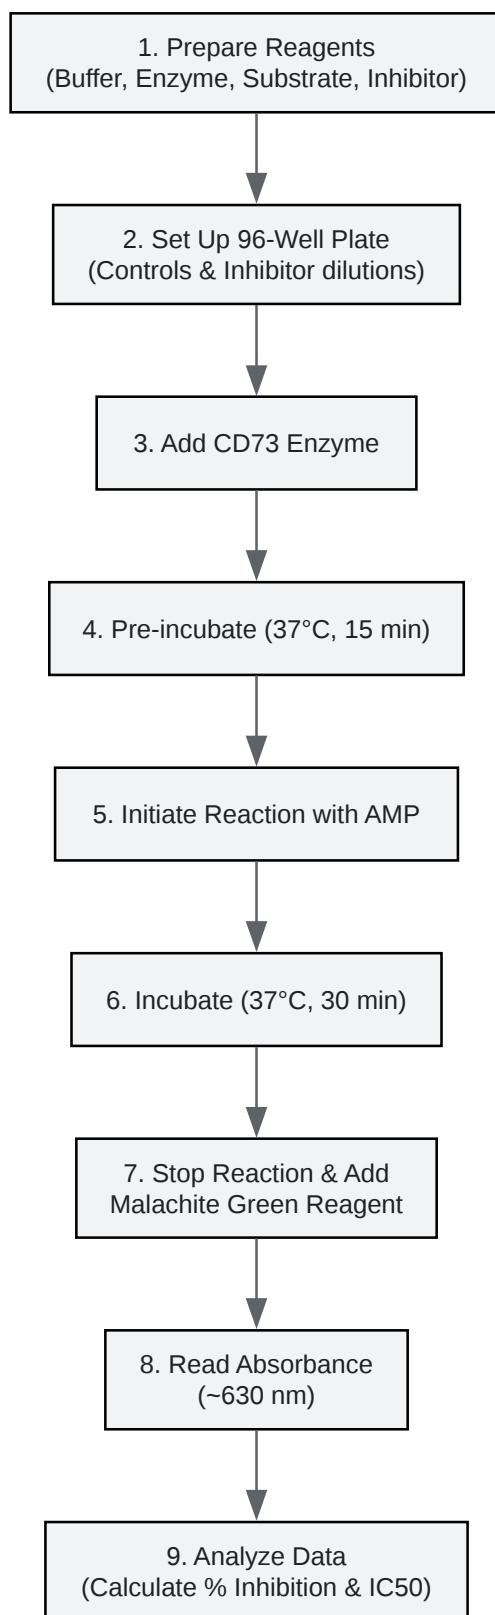 1. Prepare Reagents
(Buffer, Enzyme, Substrate, Inhibitor)
2. Set Up 96-Well Plate
(Controls & Inhibitor dilutions)
3. Add CD73 Enzyme
4. Pre-incubate (37°C, 15 min)
5. Initiate Reaction with AMP
6. Incubate (37°C, 30 min)
7. Stop Reaction & Add
Malachite Green Reagent
8. Read Absorbance
(~630 nm)
9. Analyze Data
(Calculate % Inhibition & IC50)